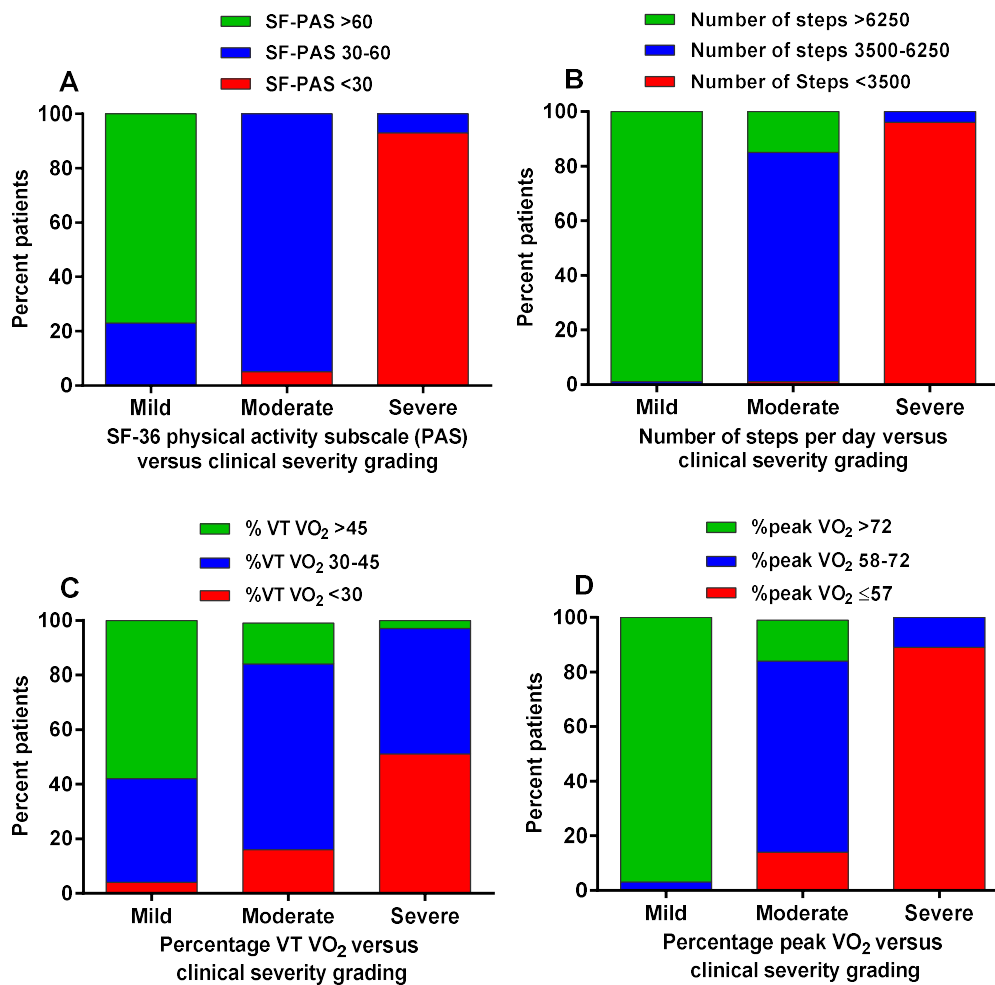 A
SF-PAS >60
SF-PAS 30-60
SF-PAS <30
Percent patients
100
80
60
40
20
0
Mild Moderate Severe
SF-36 physical activity subscale (PAS)
versus clinical severity grading
B
Number of steps >6250
Number of steps 3500-6250
Number of Steps <3500
Percent patients
100
80
60
40
20
0
Mild Moderate Severe
Number of steps per day versus
clinical severity grading
C
% VT VO₂ >45
%VT VO₂ 30-45
%VT VO₂ <30
Percent patients
100
80
60
40
20
0
Mild Moderate Severe
Percentage VT VO₂ versus
clinical severity grading
D
%peak VO₂ >72
%peak VO₂ 58-72
%peak VO₂ ≤57
Percent patients
100
80
60
40
20
0
Mild Moderate Severe
Percentage peak VO₂ versus
clinical severity grading